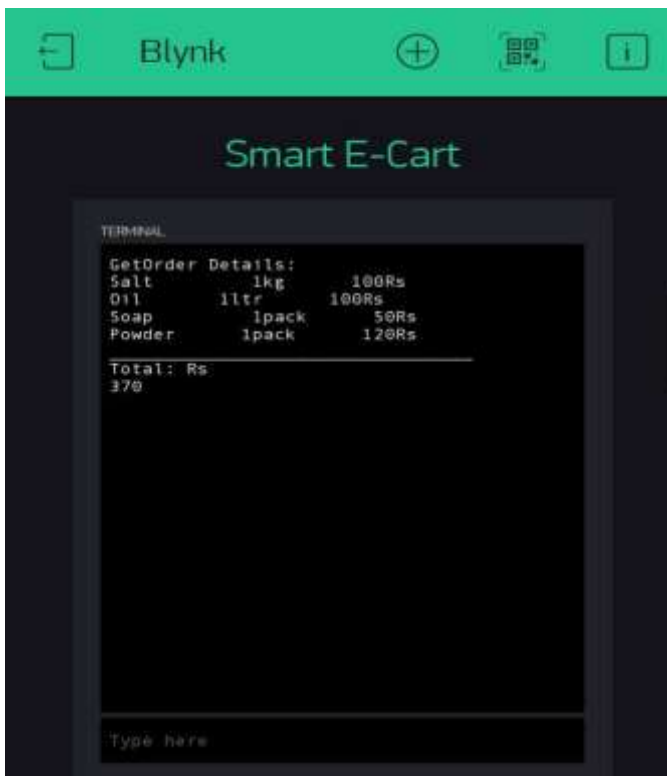 Blynk
Smart E-Cart
TERMINAL
GetOrder Details:
Salt 1kg 100Rs
Oil 1ltr 100Rs
Soap 1pack 50Rs
Powder 1pack 120Rs
Total: Rs
370
Type here